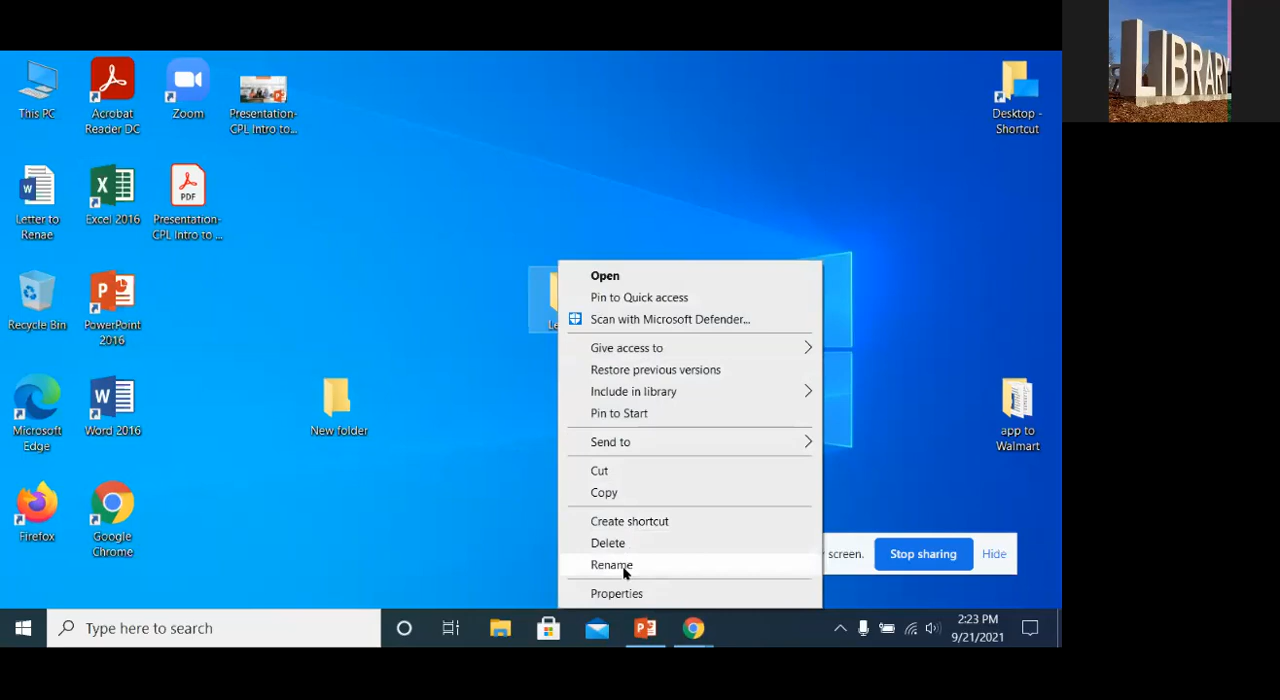 This PC
Acrobat
Reader DC
Zoom
Presentation-
CPL Intro to...
Desktop -
Shortcut
LIBRARY
Letter to
Renae
Excel 2016
PDF
Presentation-
CPL Intro to ...
Recycle Bin
PowerPoint
2016
Microsoft
Edge
Word 2016
New folder
app to
Walmart
Firefox
Google
Chrome
Open
Pin to Quick access
Scan with Microsoft Defender...
Give access to
Restore previous versions
Include in library
Pin to Start
Send to
Cut
Copy
Create shortcut
Delete
Rename
Properties
screen.
Stop sharing
Hide
Type here to search
2:23 PM
9/21/2021